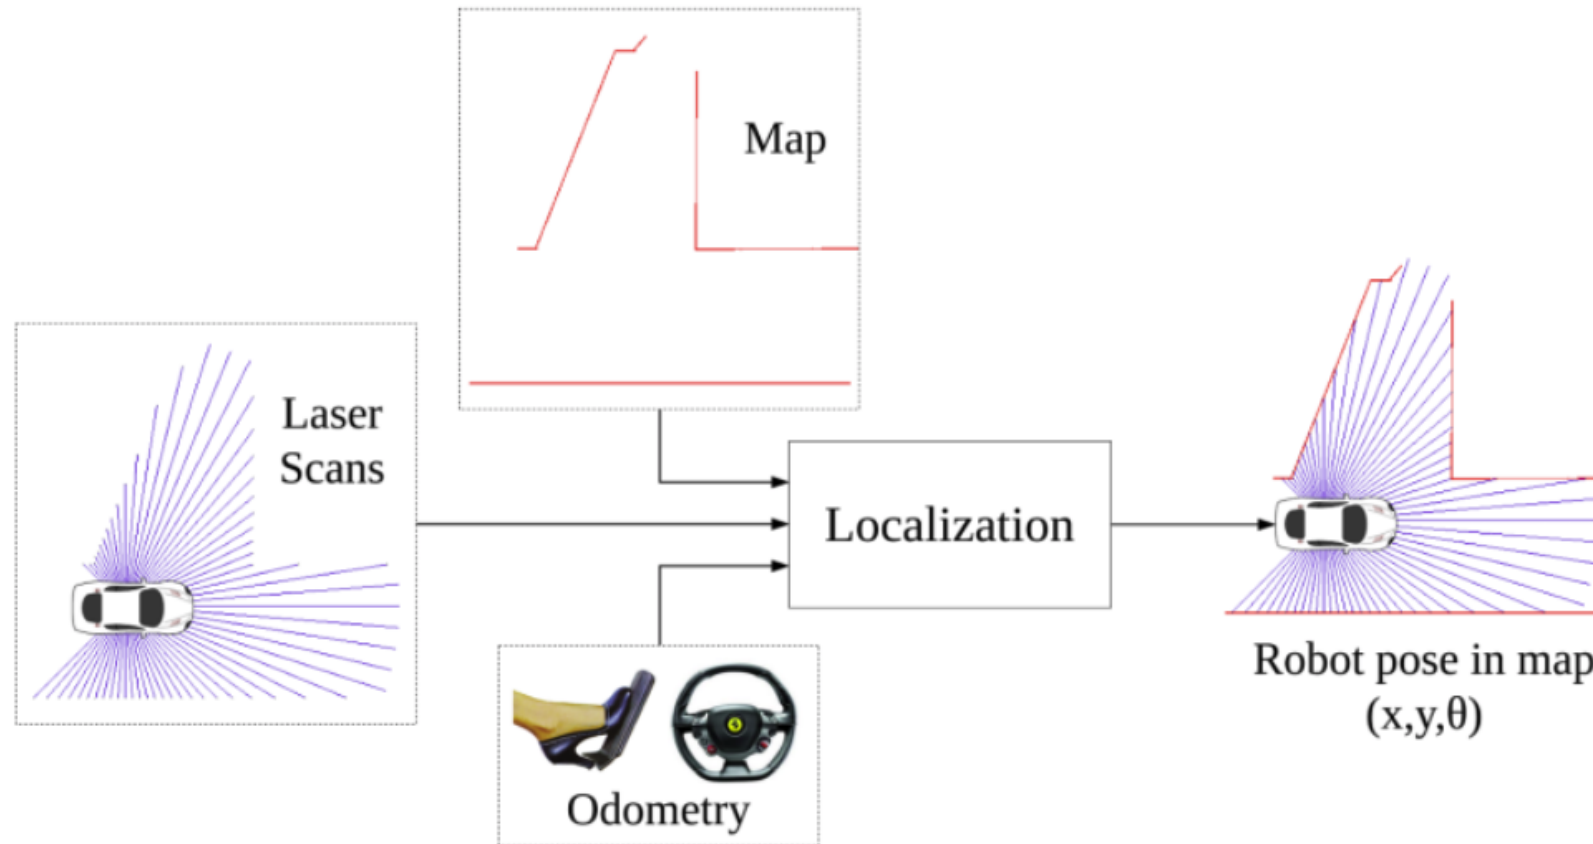 Map
Laser
Scans
Localization
Odometry
Robot pose in map
(x,y,θ)